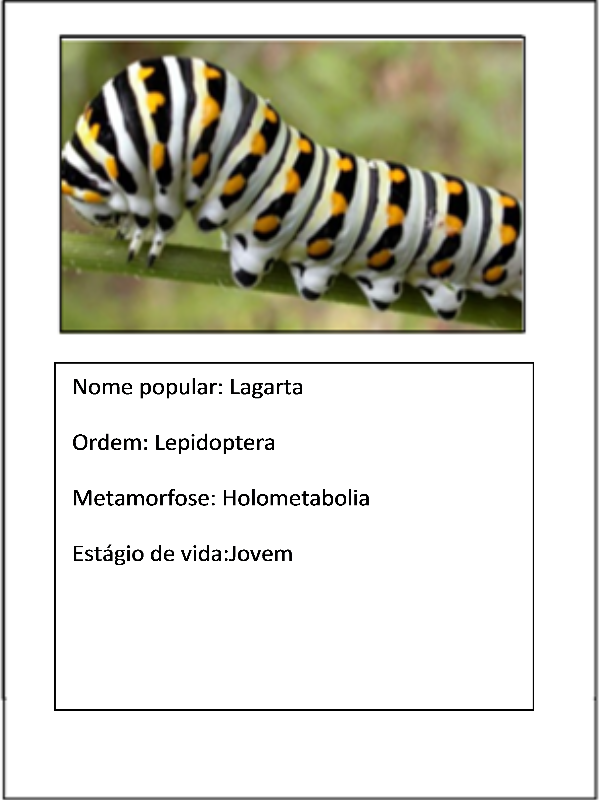 Nome popular: Lagarta
Ordem: Lepidoptera
Metamorfose: Holometabolia
Estágio de vida:Jovem